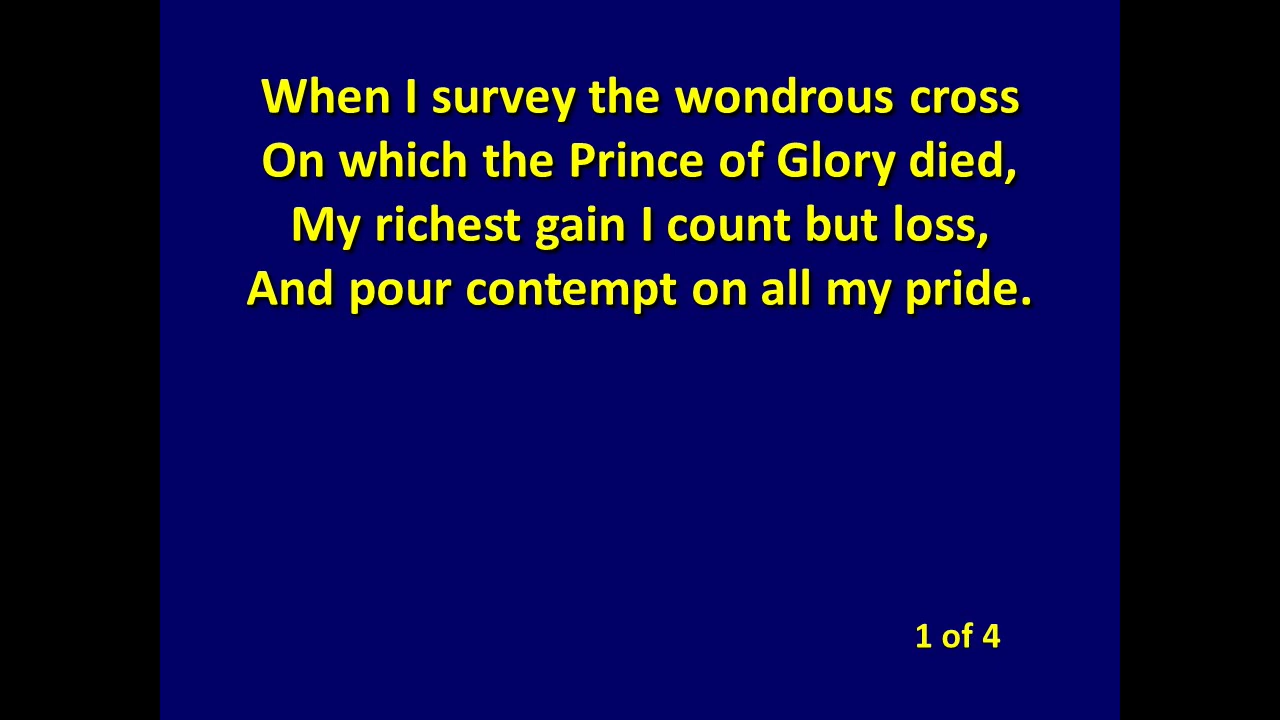 When I survey the wondrous cross
On which the Prince of Glory died,
My richest gain I count but loss,
And pour contempt on all my pride.
1 of 4